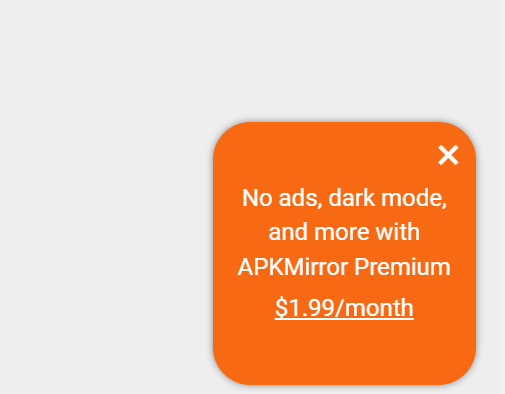 No ads, dark mode,
and more with
APKMirror Premium
$1.99/month